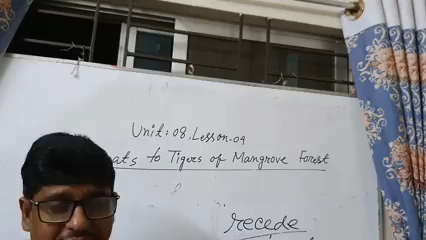 Unit: 08. Lesson-04
ats to Tigers of Mangrove Forest
recede